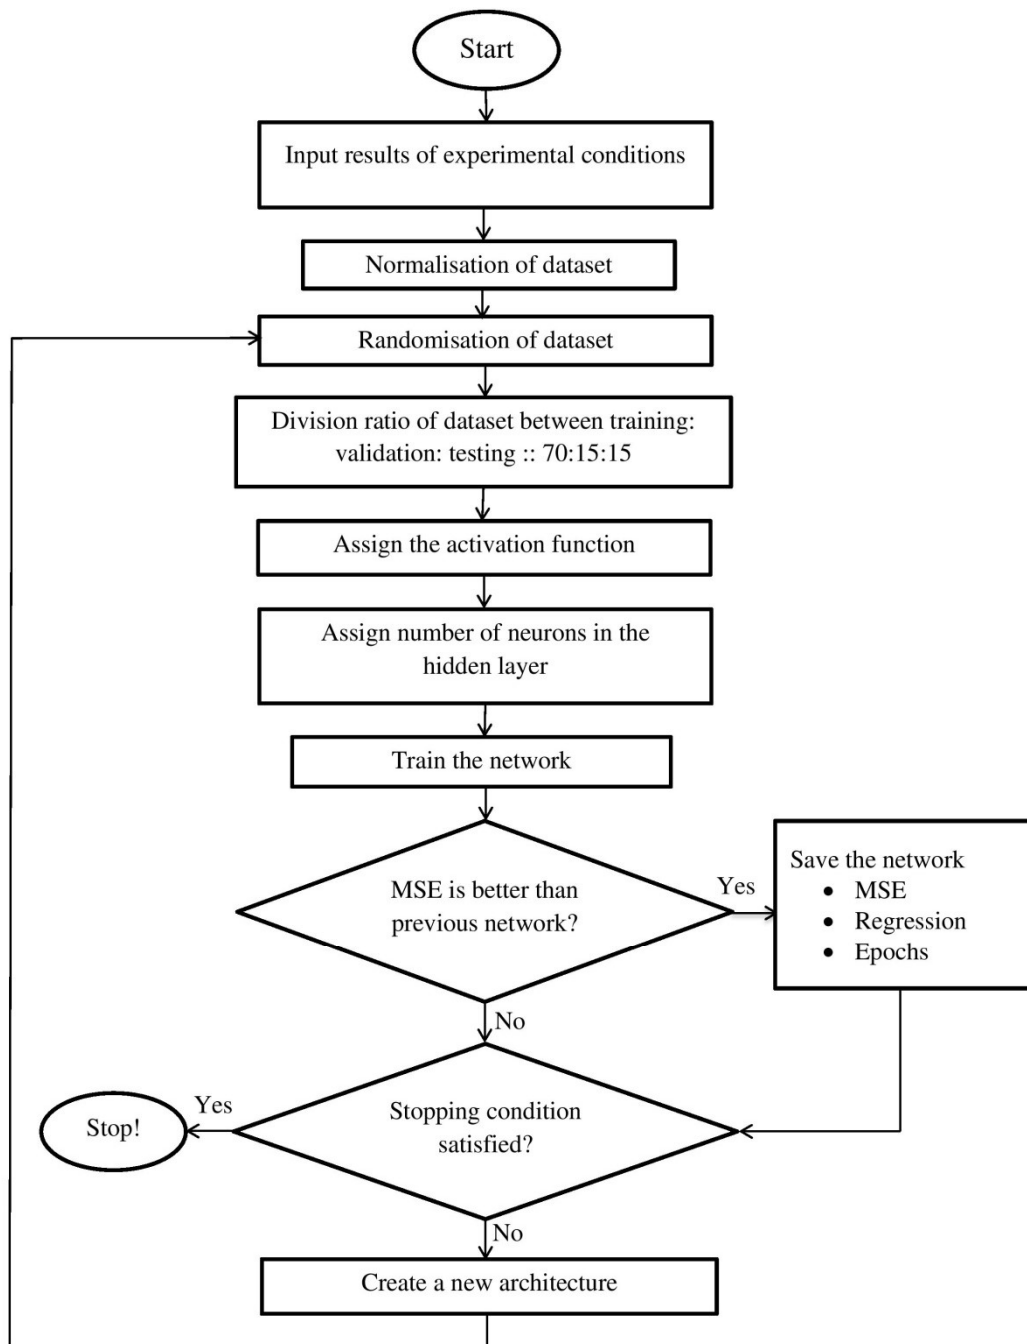 Start
Input results of experimental conditions
Normalisation of dataset
Randomisation of dataset
Division ratio of dataset between training:
validation: testing :: 70:15:15
Assign the activation function
Assign number of neurons in the
hidden layer
Train the network
MSE is better than
previous network?
Yes
Save the network
• MSE
• Regression
• Epochs
No
Stopping condition
satisfied?
Yes
Stop!
No
Create a new architecture